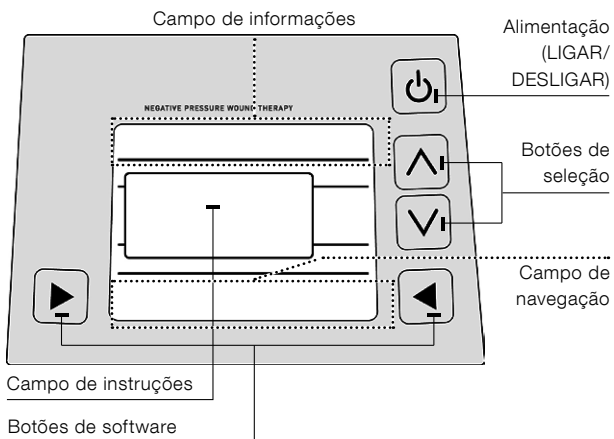 Campo de informações
Alimentação
(LIGAR/
DESLIGAR)
NEGATIVE PRESSURE WOUND THERAPY
Botões de
seleção
Campo de
navegação
Campo de instruções
Botões de software